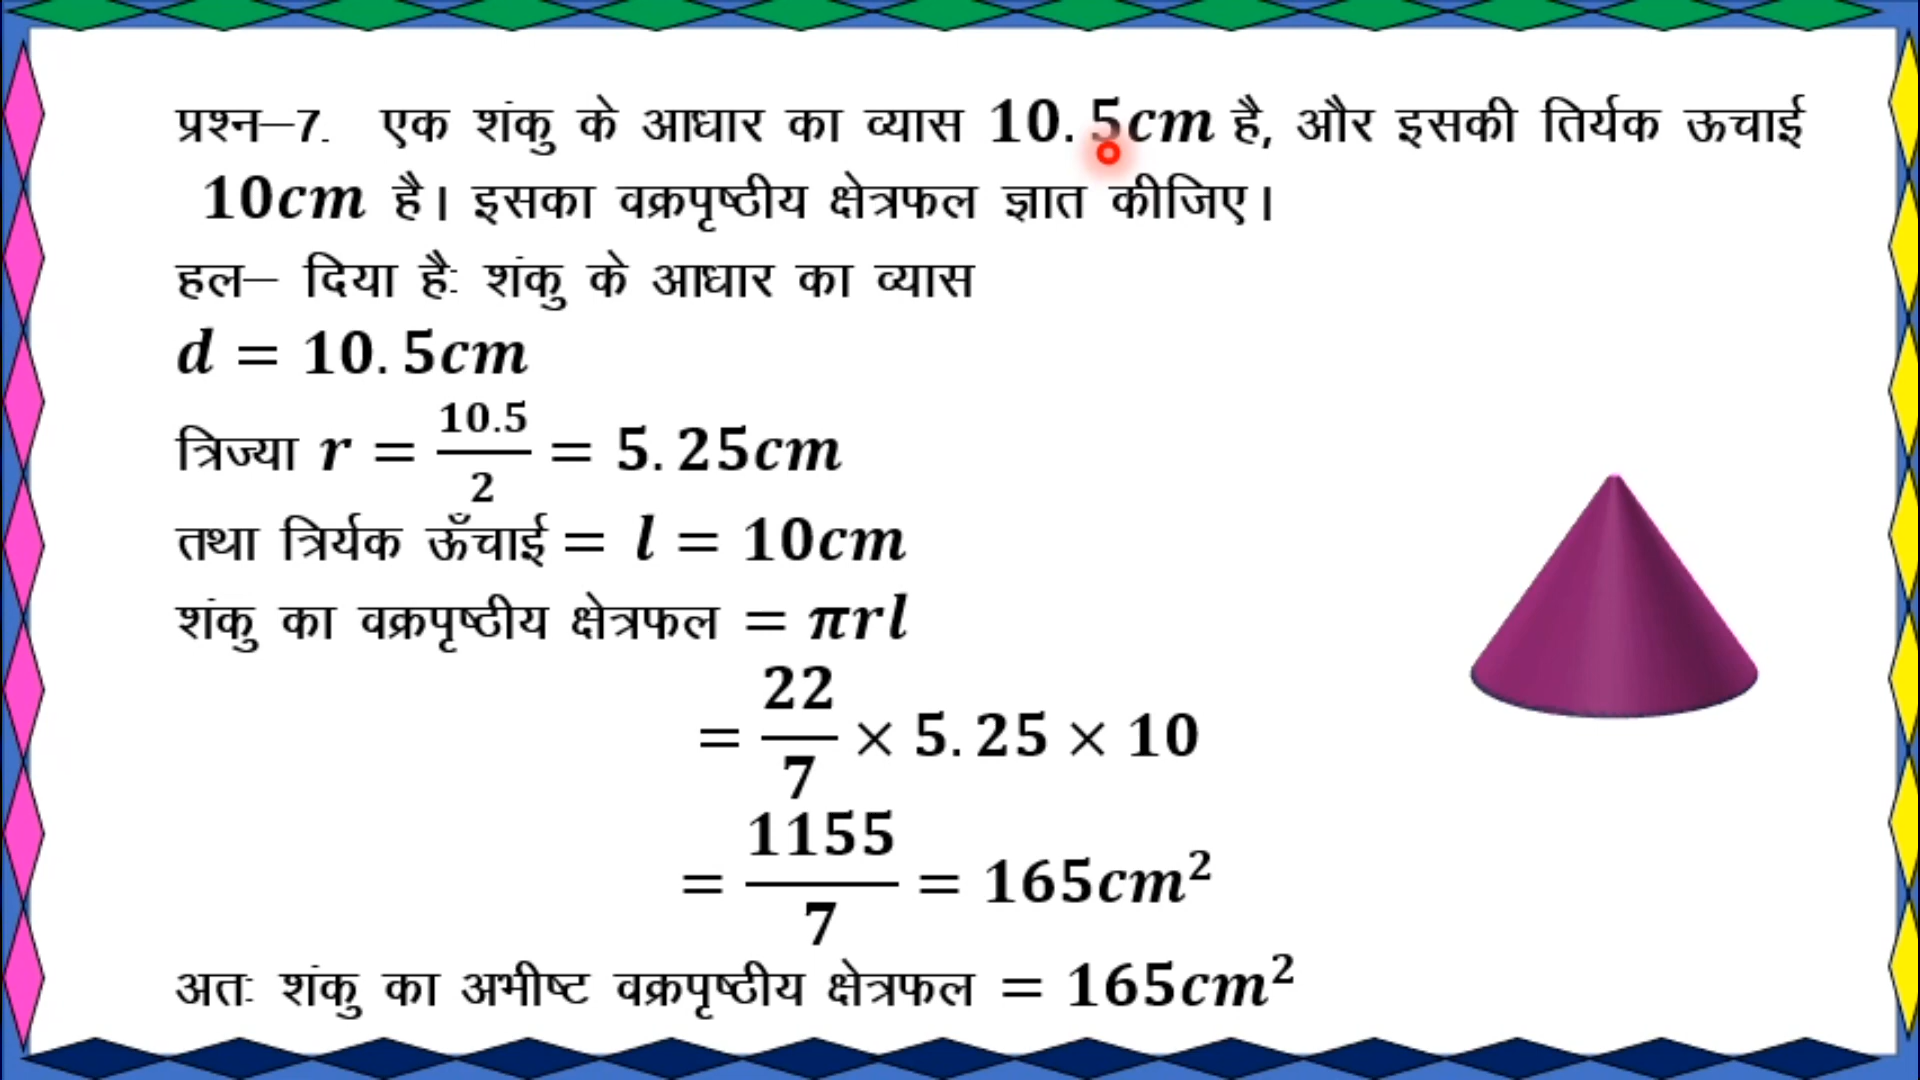 प्रश्न–7. एक शंकु के आधार का व्यास 10.5cm है, और इसकी तिर्यक ऊचाई
10cm है। इसका वक्रपृष्ठीय क्षेत्रफल ज्ञात कीजिए।
हल– दिया है: शंकु के आधार का व्यास
d = 10.5cm
त्रिज्या r = 10.5/2 = 5.25cm
तथा त्रिर्यक ऊँचाई = l = 10cm
शंकु का वक्रपृष्ठीय क्षेत्रफल = πrl
= 22/7 × 5.25 × 10
= 1155/7 = 165cm²
अतः शंकु का अभीष्ट वक्रपृष्ठीय क्षेत्रफल = 165cm²